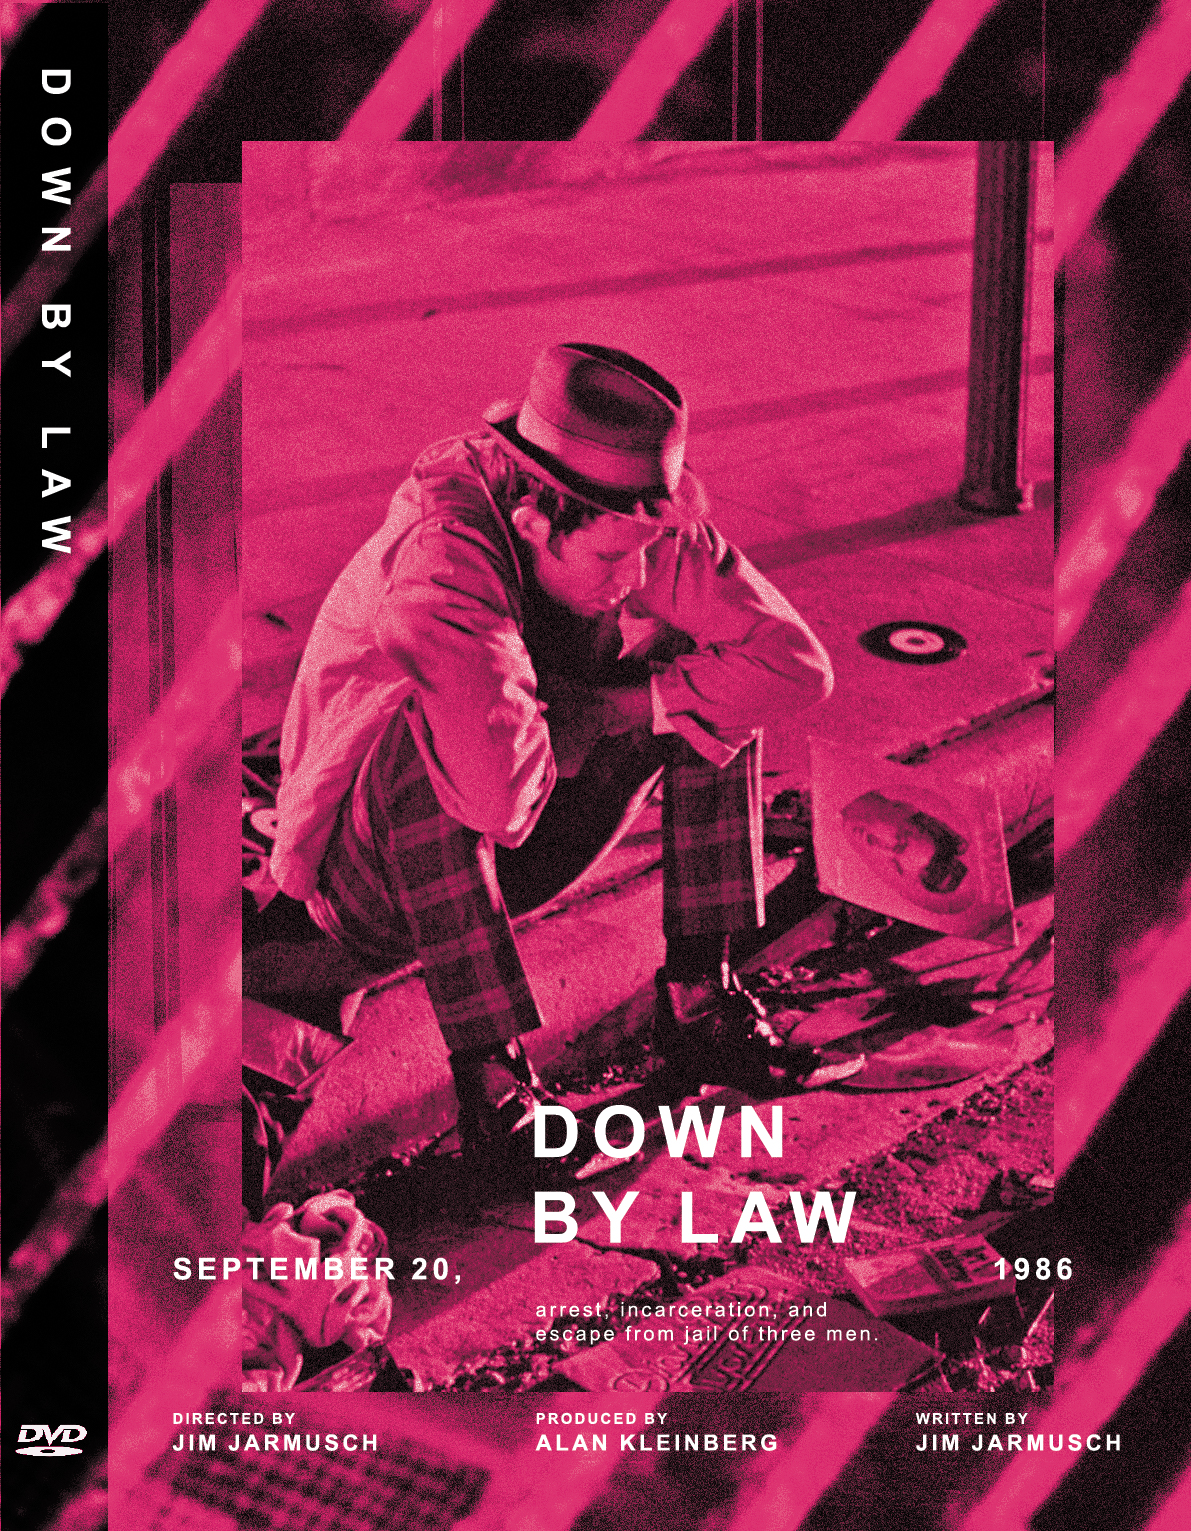 DOWN BY LAW
DOWN
BY LAW
SEPTEMBER 20,
1986
arrest, incarceration, and
escape from jail of three men.
DIRECTED BY
JIM JARMUSCH
PRODUCED BY
ALAN KLEINBERG
WRITTEN BY
JIM JARMUSCH
DVD